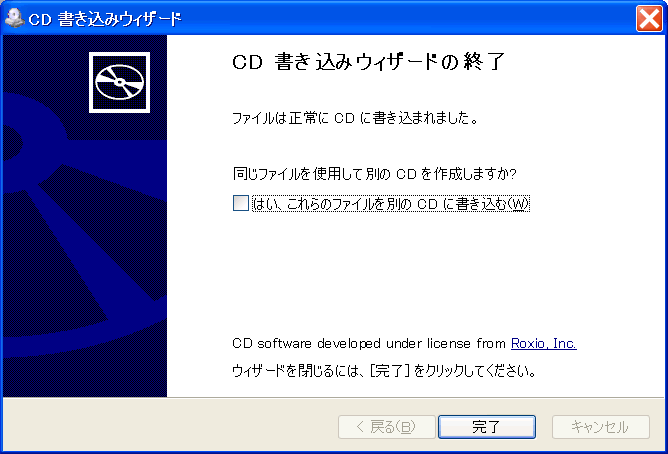 CD 書き込みウィザード
CD 書き込みウィザードの終了
ファイルは正常に CD に書き込まれました。
同じファイルを使用して別の CD を作成しますか?
はい、これらのファイルを別の CD に書き込む(W)
CD software developed under license from Roxio, Inc.
ウィザードを閉じるには、[完了] をクリックしてください。
< 戻る(B)
完了
キャンセル